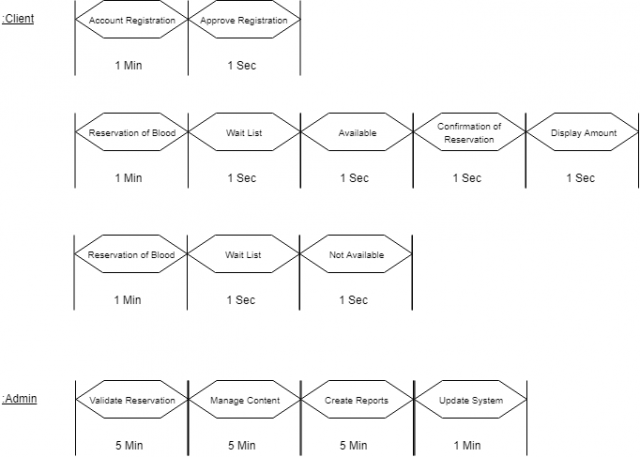 :Client
Account Registration
Approve Registration
1 Min
1 Sec
Reservation of Blood
Wait List
Available
Confirmation of
Reservation
Display Amount
1 Min
1 Sec
1 Sec
1 Sec
1 Sec
Reservation of Blood
Wait List
Not Available
1 Min
1 Sec
1 Sec
:Admin
Validate Reservation
Manage Content
Create Reports
Update System
5 Min
5 Min
5 Min
1 Min